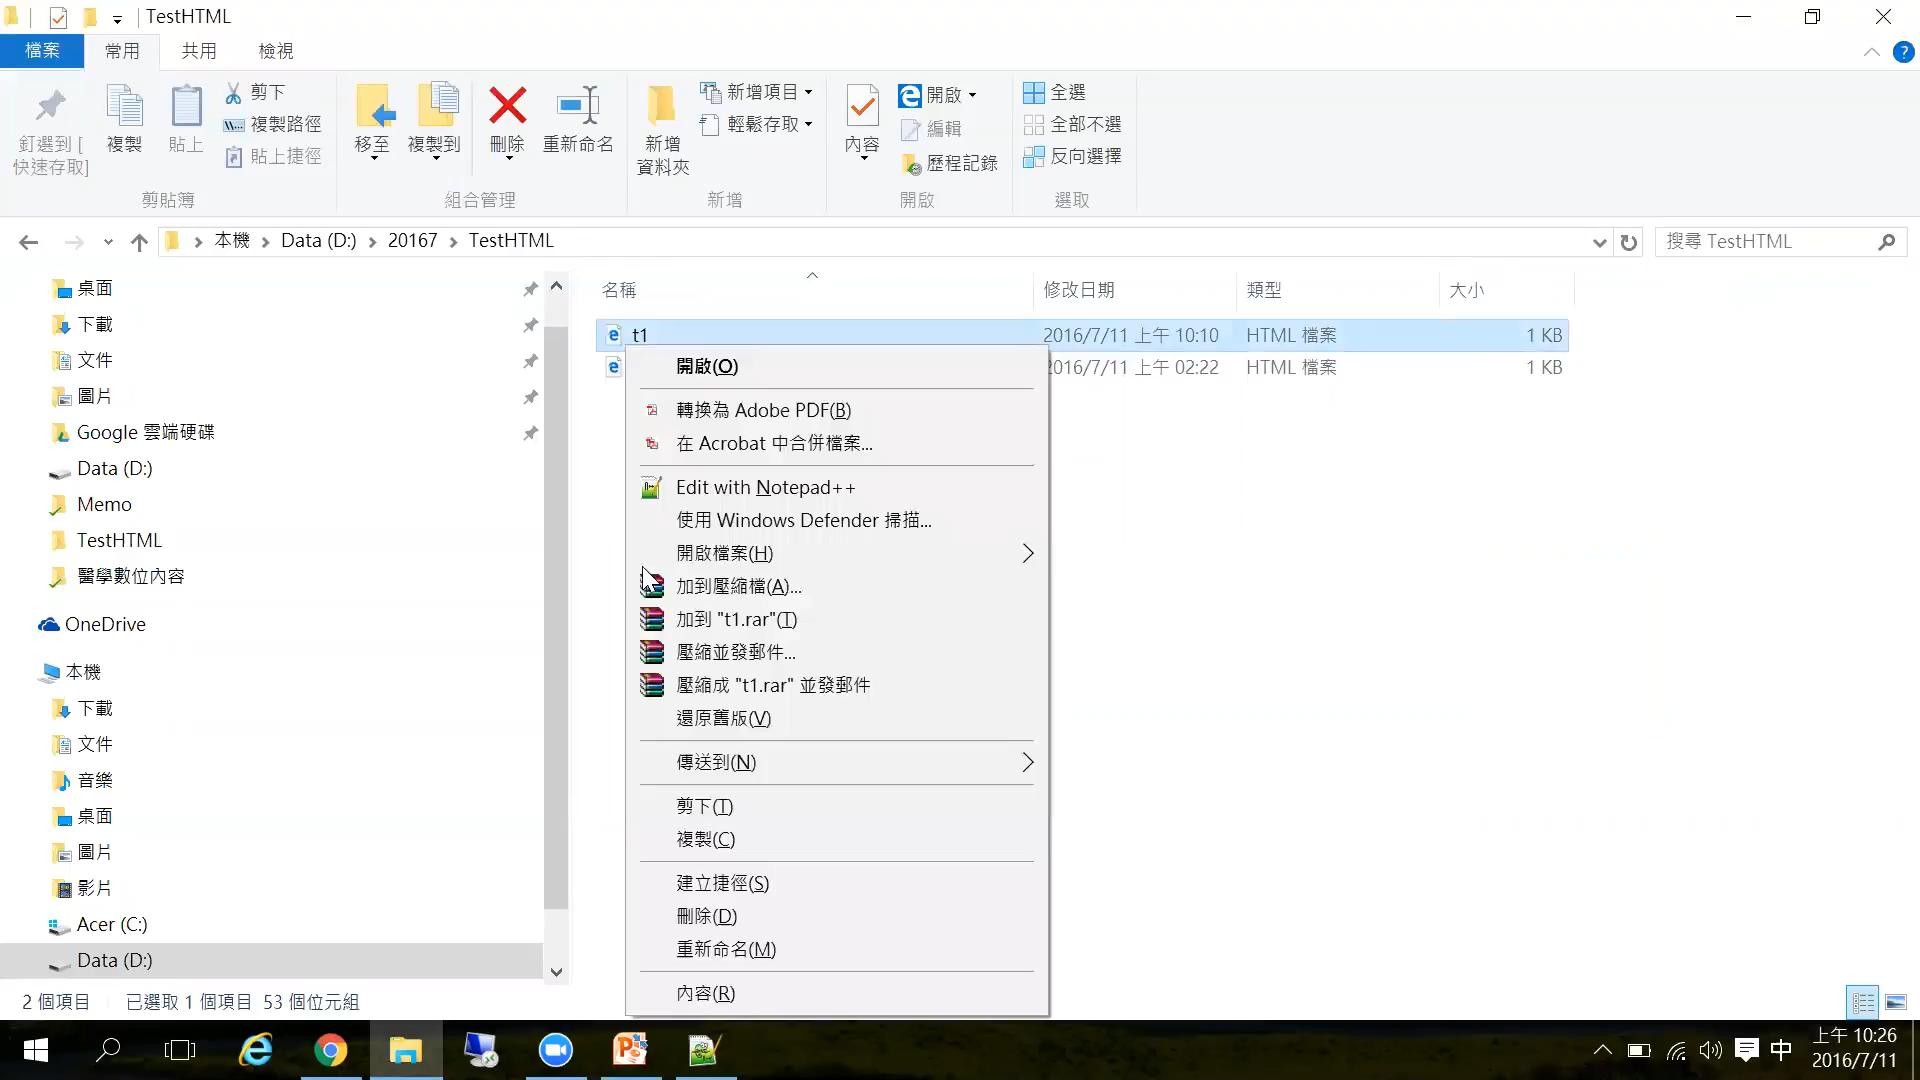 TestHTML
檔案 常用 共用 檢視
釘選到 [
快速存取]
複製
貼上
剪下
複製路徑
貼上捷徑
剪貼簿
移至
複製到
刪除
重新命名
組合管理
新增
資料夾
新增項目
輕鬆存取
新增
內容
開啟
編輯
歷程記錄
開啟
全選
全部不選
反向選擇
選取
本機 Data (D:) 20167 TestHTML
搜尋 TestHTML
桌面
下載
文件
圖片
Google 雲端硬碟
Data (D:)
Memo
TestHTML
醫學數位內容
OneDrive
本機
下載
文件
音樂
桌面
圖片
影片
Acer (C:)
Data (D:)
名稱 修改日期 類型 大小
t1 2016/7/11 上午 10:10 HTML 檔案 1 KB
2016/7/11 上午 02:22 HTML 檔案 1 KB
開啟(O)
轉換為 Adobe PDF(B)
在 Acrobat 中合併檔案...
Edit with Notepad++
使用 Windows Defender 掃描...
開啟檔案(H)
加到壓縮檔(A)...
加到 "t1.rar"(T)
壓縮並發郵件...
壓縮成 "t1.rar" 並發郵件
還原舊版(V)
傳送到(N)
剪下(T)
複製(C)
建立捷徑(S)
刪除(D)
重新命名(M)
內容(R)
2 個項目 已選取 1 個項目 53 個位元組
中
上午 10:26
2016/7/11